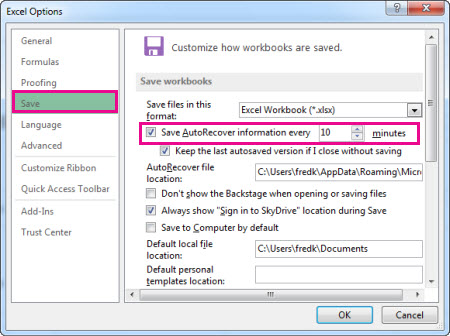 Excel Options
General
Formulas
Proofing
Save
Language
Advanced
Customize Ribbon
Quick Access Toolbar
Add-Ins
Trust Center
Customize how workbooks are saved.
Save workbooks
Save files in this
format:
Excel Workbook (*.xlsx)
Save AutoRecover information every 10 minutes
Keep the last autosaved version if I close without saving
AutoRecover file
location:
C:\Users\fredk\AppData\Roaming\Micr
Don't show the Backstage when opening or saving files
Always show "Sign in to SkyDrive" location during Save
Save to Computer by default
Default local file
location:
C:\Users\fredk\Documents
Default personal
templates location:
OK
Cancel